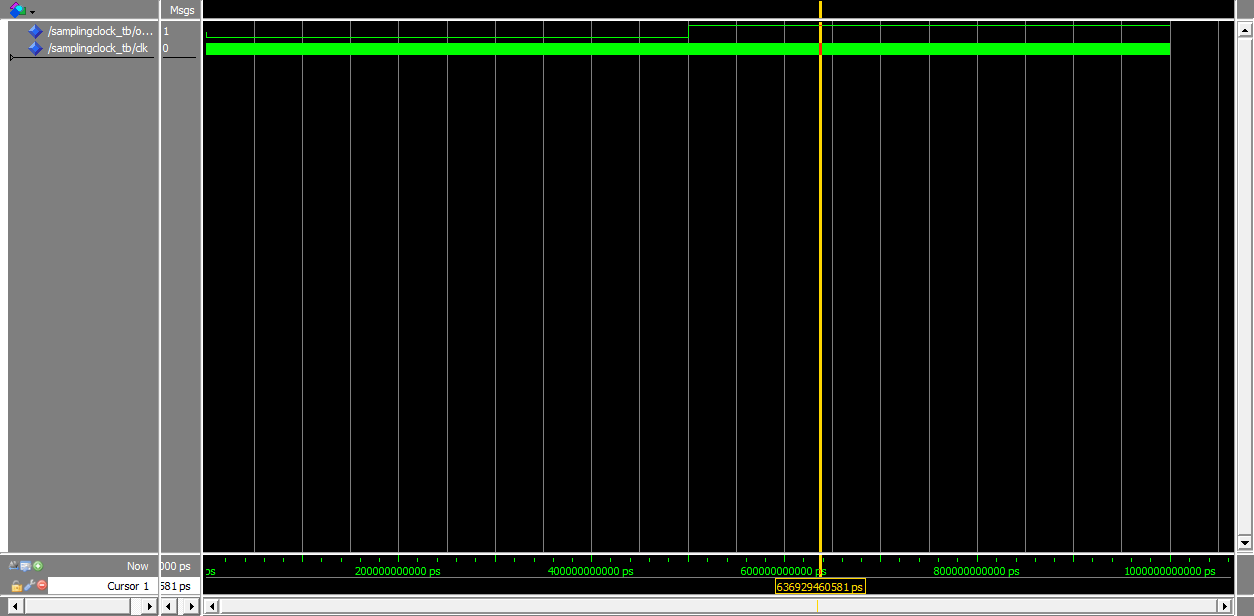 Msgs
/samplingclock_tb/o... 1
/samplingclock_tb/clk 0
Now 000 ps ps 200000000000 ps 400000000000 ps 600000000000 ps 800000000000 ps 1000000000000 ps
Cursor 1 581 ps 636929460581 ps